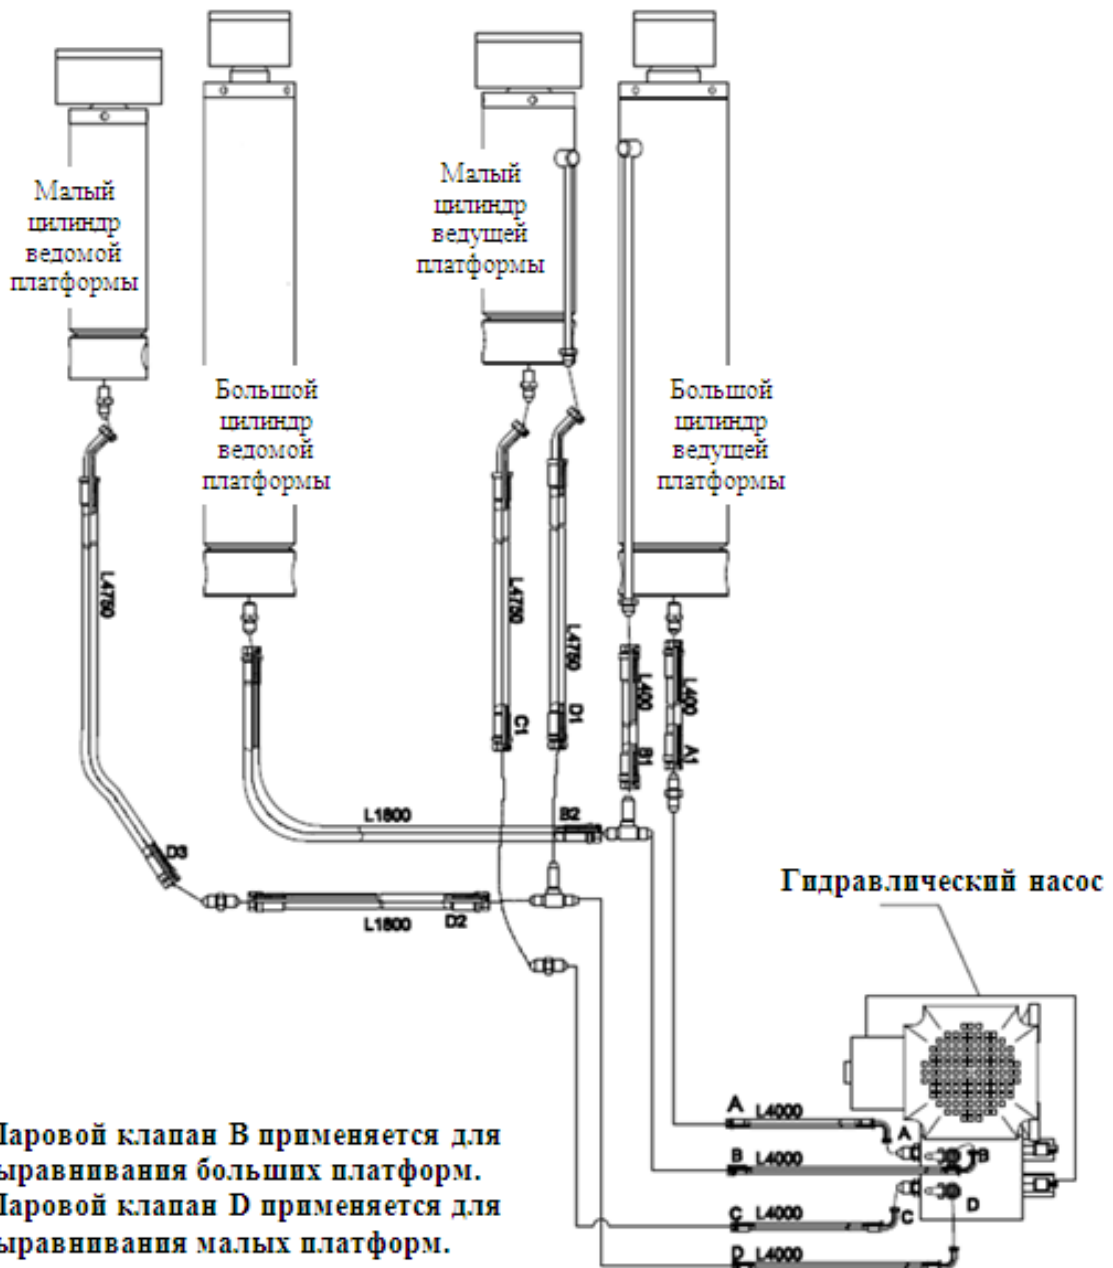 Малый
цилиндр
ведомой
платформы
Малый
цилиндр
ведущей
платформы
Большой
цилиндр
ведомой
платформы
Большой
цилиндр
ведущей
платформы
L4750
L4750
L4750
L400
L400
C1
D1
B1
A1
L1800
B2
D3
L1800
D2
Гидравлический насос
A L4000
A
B L4000
B
C L4000
C
D
D L4000
Шаровой клапан B применяется для
ыравнивания больших платформ.
Шаровой клапан D применяется для
ыравнивания малых платформ.